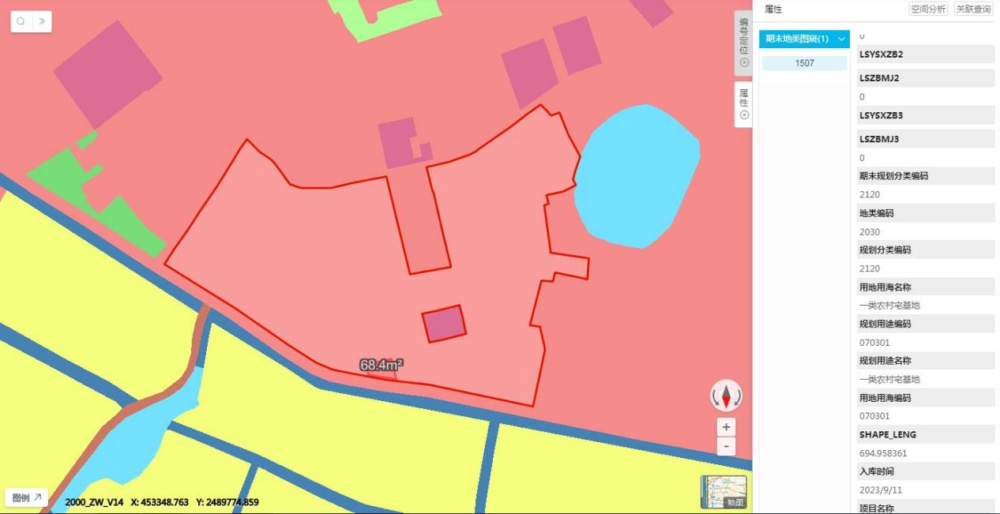 属性
空间分析
关联查询
编号定位
属性
期末地类图斑(1)
1507
0
LSYSXZB2
LSZBMJ2
0
LSYSXZB3
LSZBMJ3
0
期末规划分类编码
2120
地类编码
2030
规划分类编码
2120
用地用海名称
一类农村宅基地
规划用途编码
070301
规划用途名称
一类农村宅基地
用地用海编码
070301
SHAPE_LENG
694.958361
入库时间
2023/9/11
项目名称
68.4m²
+
-
地图
图例
2000_ZW_V14 X: 453348.763 Y: 2489774.859